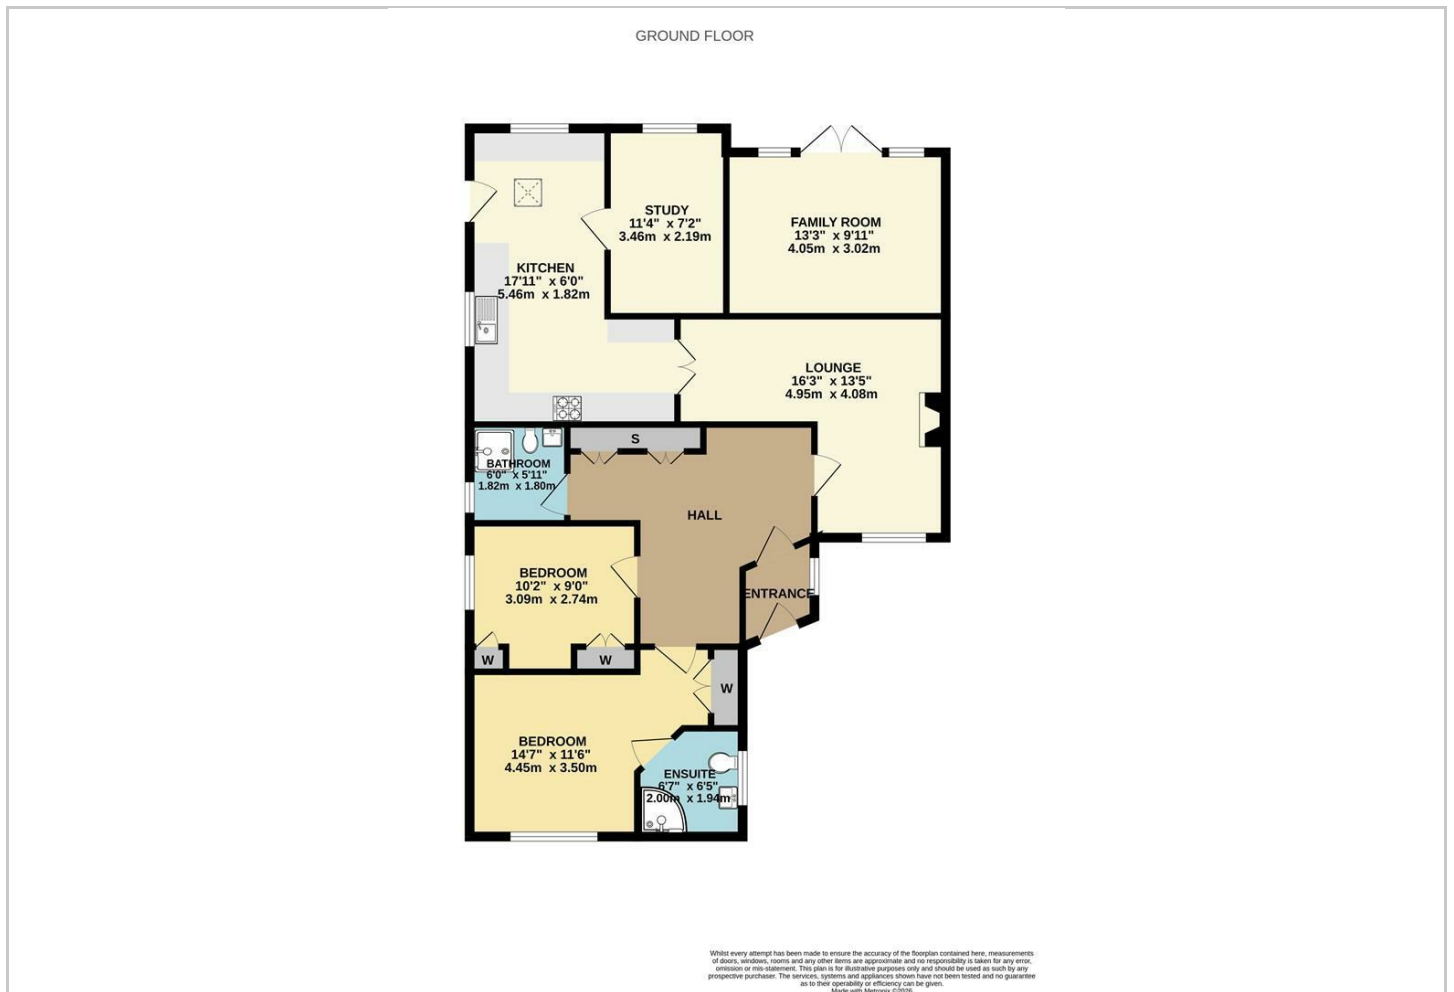 GROUND FLOOR
STUDY
11'4" x 7'2"
3.46m x 2.19m
FAMILY ROOM
13'3" x 9'11"
4.05m x 3.02m
KITCHEN
17'11" x 6'0"
5.46m x 1.82m
LOUNGE
16'3" x 13'5"
4.95m x 4.08m
S
BATHROOM
6'0" x 5'11"
1.82m x 1.80m
HALL
BEDROOM
10'2" x 9'0"
3.09m x 2.74m
ENTRANCE
W
W
W
BEDROOM
14'7" x 11'6"
4.45m x 3.50m
ENSUITE
6'7" x 6'5"
2.00m x 1.94m
Whilst every attempt has been made to ensure the accuracy of the floorplan contained here, measurements
of doors, windows, rooms and any other items are approximate and no responsibility is taken for any error,
omission or mis-statement. This plan is for illustrative purposes only and should be used as such by any
prospective purchaser. The services, systems and appliances shown have not been tested and no guarantee
as to their operability or efficiency can be given.
Made with Metropix ©2026